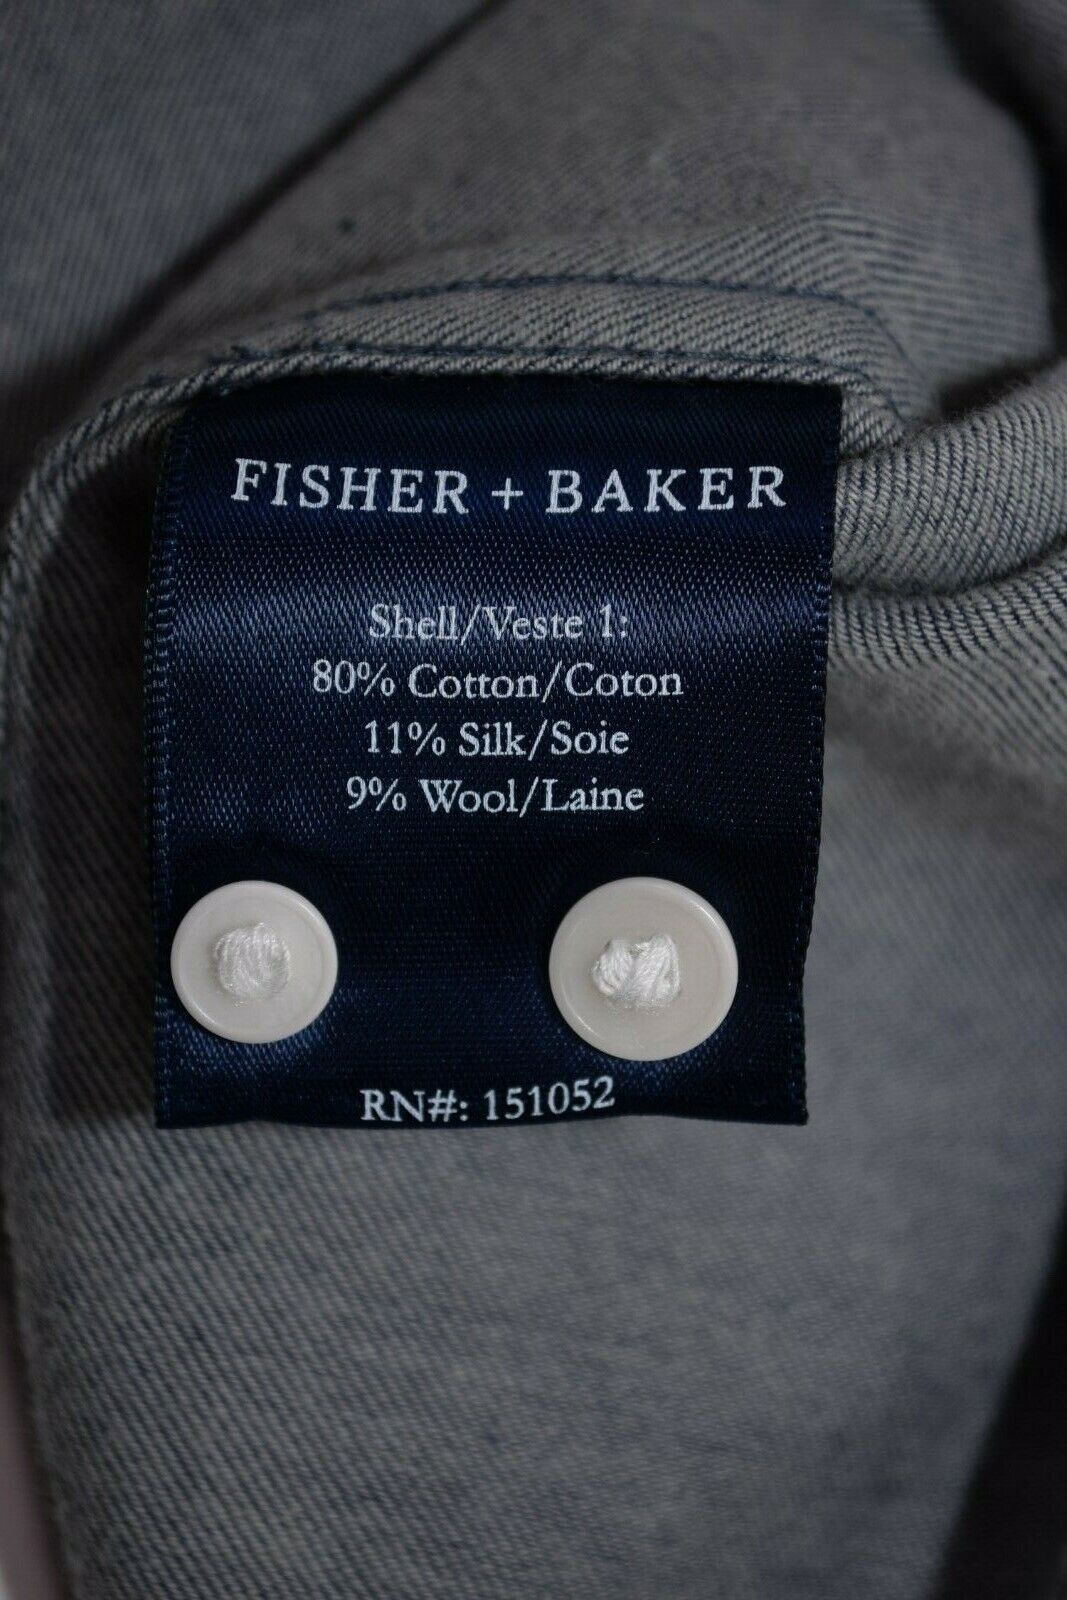 FISHER + BAKER
Shell/Veste 1:
80% Cotton/Coton
11% Silk/Soie
9% Wool/Laine
RN#: 151052